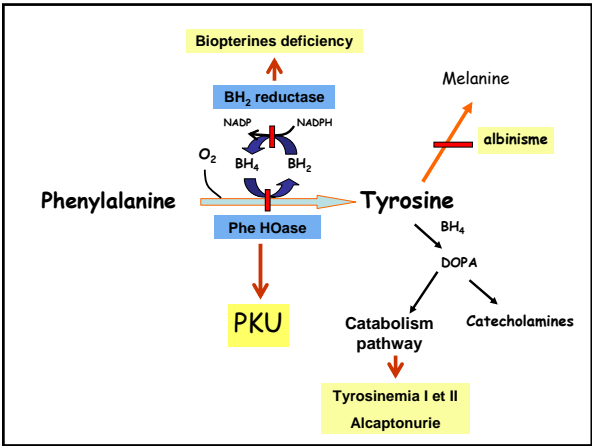 Biopterines deficiency
Melanine
BH2 reductase
NADP
NADPH
albinisme
O2
BH4
BH2
Phenylalanine
Tyrosine
Phe HOase
BH4
DOPA
PKU
Catabolism
pathway
Catecholamines
Tyrosinemia I et II
Alcaptonurie